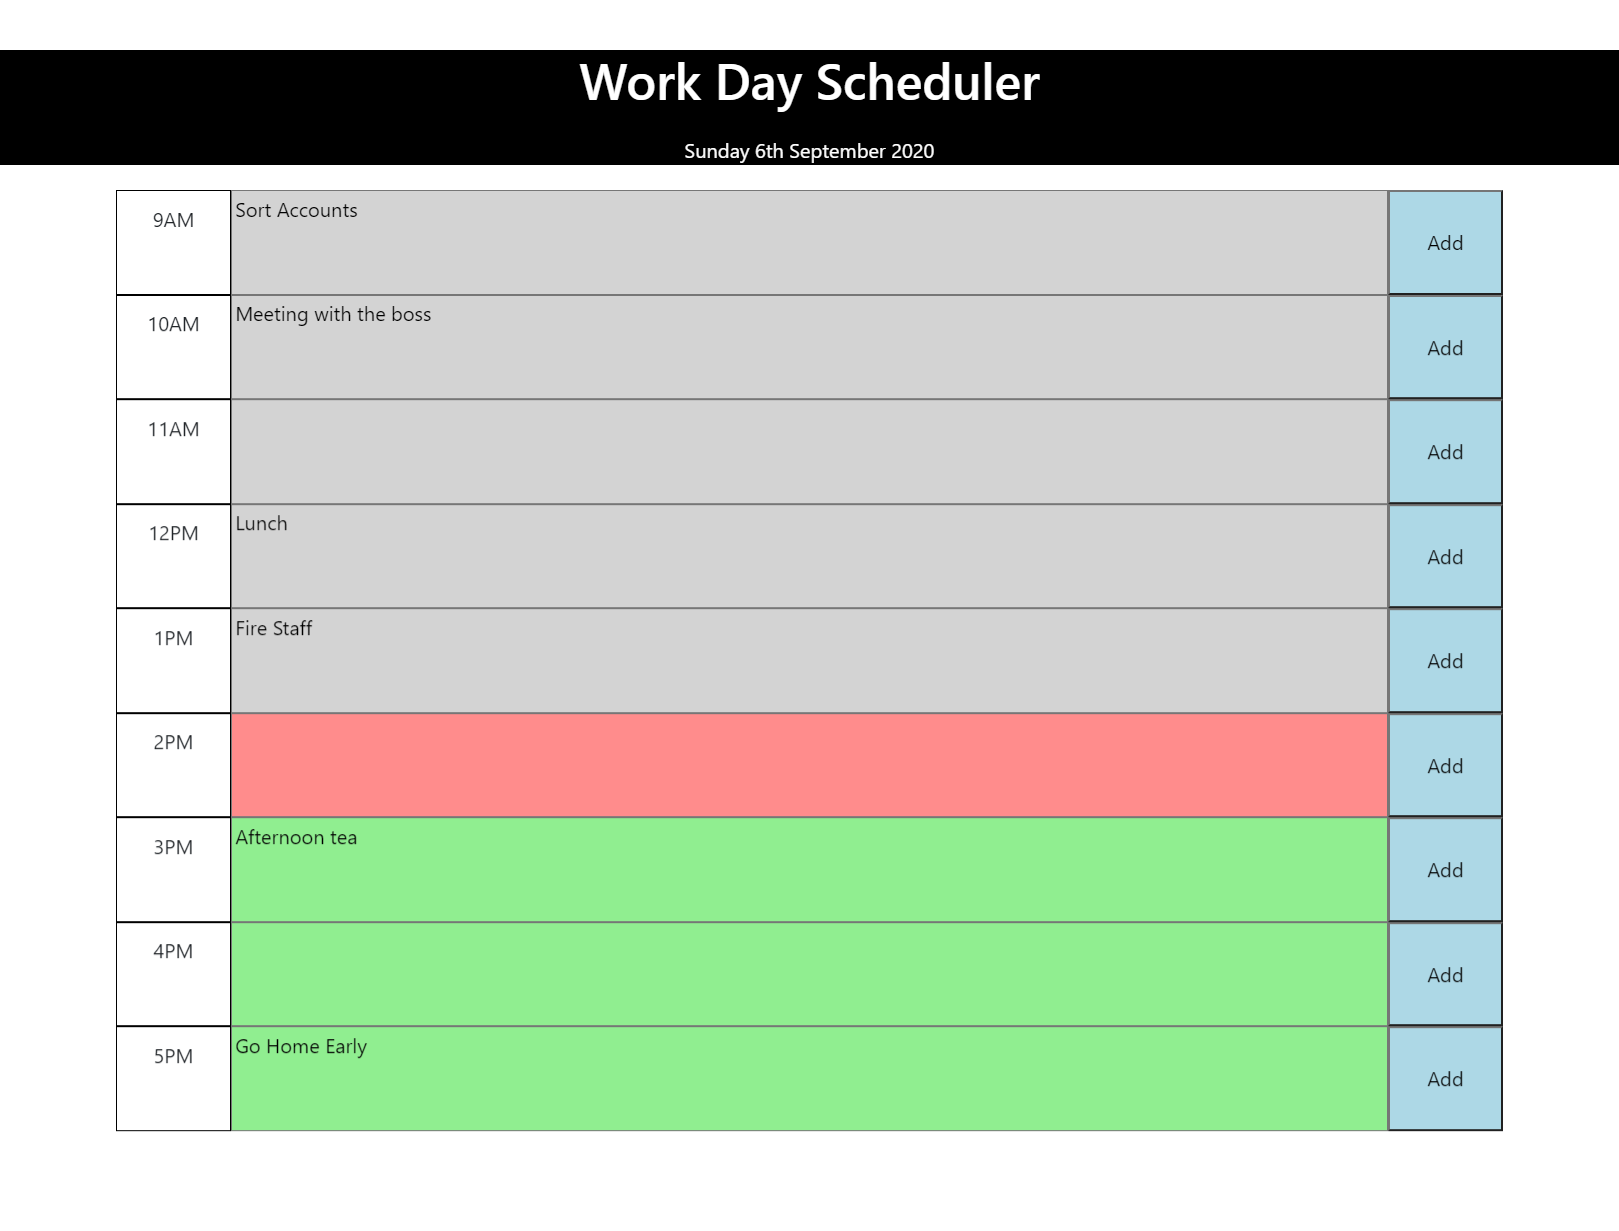 Work Day Scheduler
Sunday 6th September 2020
9AM Sort Accounts Add
10AM Meeting with the boss Add
11AM Add
12PM Lunch Add
1PM Fire Staff Add
2PM Add
3PM Afternoon tea Add
4PM Add
5PM Go Home Early Add